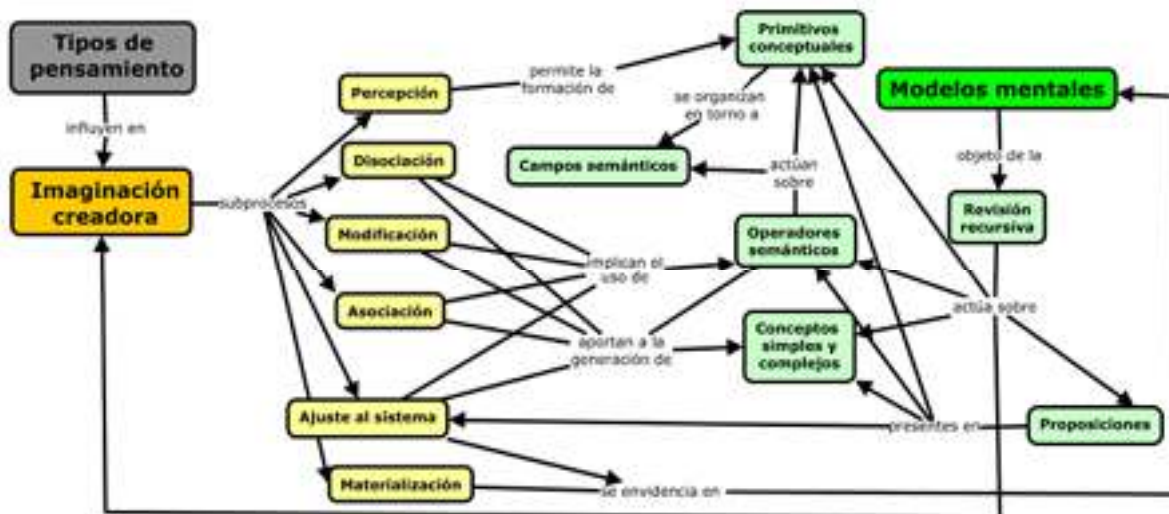 Tipos de
pensamiento
influyen en
Imaginación
creadora
subprocesos
Percepción
Disociación
Modificación
Asociación
Ajuste al sistema
Materialización
permite la
formación de
Primitivos
conceptuales
se organizan
en torno a
Campos semánticos
actúan
sobre
implican el
uso de
Operadores
semánticos
aportan a la
generación de
Conceptos
simples y
complejos
Modelos mentales
objeto de la
Revisión
recursiva
actúa sobre
presentes en
Proposiciones
se envidencia en